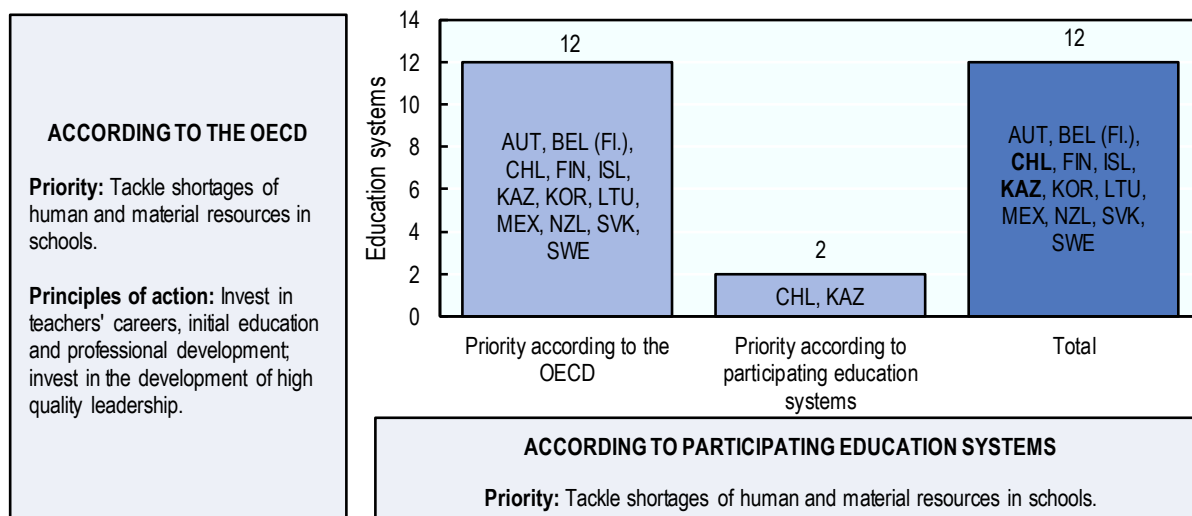 ACCORDING TO THE OECD
Priority: Tackle shortages of
human and material resources in
schools.
Principles of action: Invest in
teachers' careers, initial education
and professional development;
invest in the development of high
quality leadership.
Education systems
14
12
10
8
6
4
2
0
12
AUT, BEL (Fl.),
CHL, FIN, ISL,
KAZ, KOR, LTU,
MEX, NZL, SVK,
SWE
2
CHL, KAZ
12
AUT, BEL (Fl.),
CHL, FIN, ISL,
KAZ, KOR, LTU,
MEX, NZL, SVK,
SWE
Priority according to the
OECD
Priority according to
participating education
systems
Total
ACCORDING TO PARTICIPATING EDUCATION SYSTEMS
Priority: Tackle shortages of human and material resources in schools.